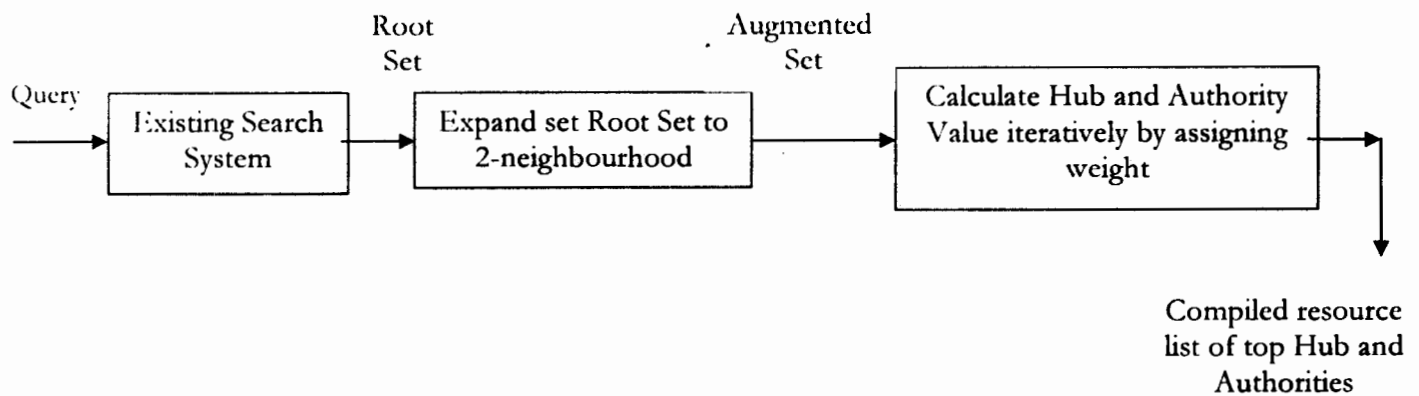 Root
Set
Augmented
Set
Query
Existing Search
System
Expand set Root Set to
2-neighbourhood
Calculate Hub and Authority
Value iteratively by assigning
weight
Compiled resource
list of top Hub and
Authorities